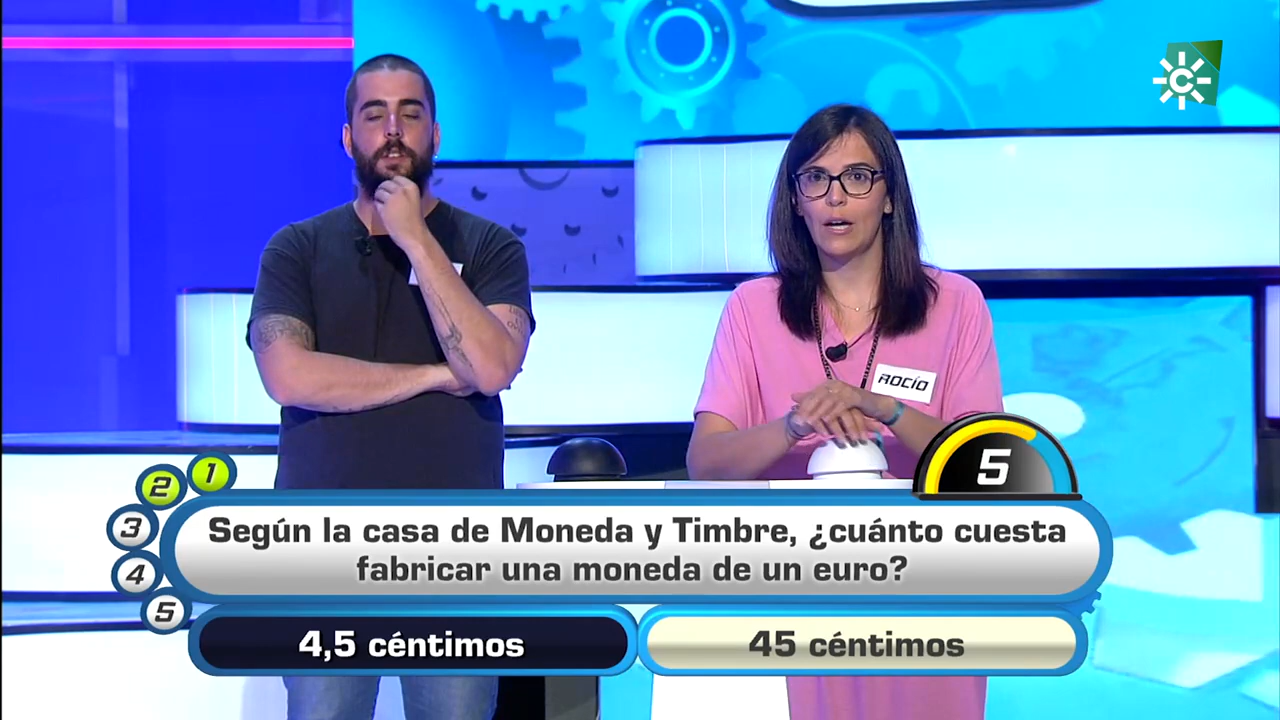 ROCÍO
5
1
2
3
4
5
Según la casa de Moneda y Timbre, ¿cuánto cuesta
fabricar una moneda de un euro?
4,5 céntimos
45 céntimos